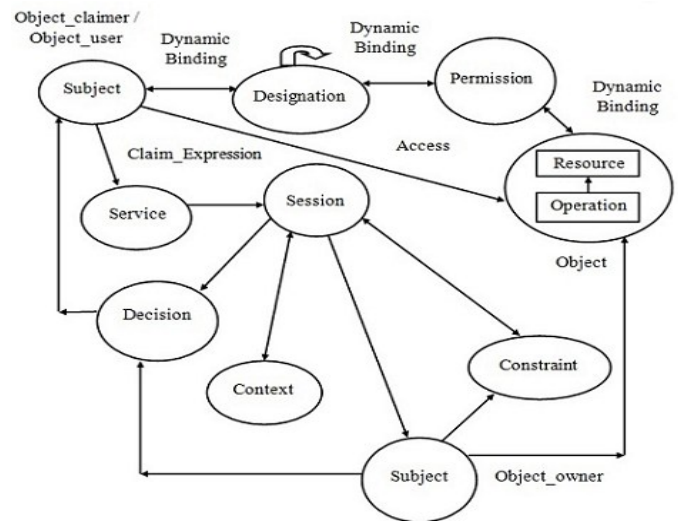 Object_claimer /
Object_user
Dynamic
Binding
Dynamic
Binding
Subject
Designation
Permission
Dynamic
Binding
Claim_Expression
Access
Resource
Operation
Service
Session
Object
Decision
Context
Constraint
Subject
Object_owner